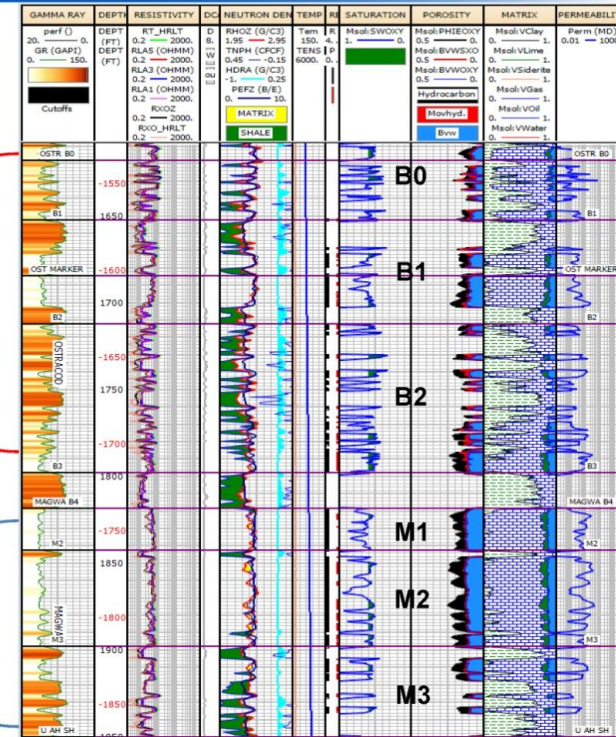 GAMMA RAY DEPTH RESISTIVITY NEUTRON DEN TEMP SATURATION POROSITY MATRIX PERMEABILI
perf ()
20. 0.
GR (GAPI)
0. 150.
Cutoffs
DEPT
(FT)
DEPT
(FT)
RT_HRLT
0.2 2000.
RLA5 (OHMM)
0.2 2000.
RLA3 (OHMM)
0.2 2000.
RLA1 (OHMM)
0.2 2000.
RXOZ
0.2 2000.
RXO_HRLT
0.2 2000.
D
8.
W
ou
RHOZ (G/C3)
1.95 2.95
TNPH (CFCF)
0.45 -0.15
HDRA (G/C3)
-1. 0.25
PEFZ (B/E)
0. 10.
MATRIX
SHALE
Tem
150.
TENS
6000.
R
4.
P
0.
Msol:SWOXY
1. 0.
Msol:PHIEOXY
0.5 0.
Msol:BVWSXO
0.5 0.
Msol:BVWOXY
0.5 0.
Hydrocarbon
Movhyd.
Bvw
Msol:VClay
0. 1.
Msol:VLime
0. 1.
Msol:VSiderite
0. 1.
Msol:VGas
0. 1.
Msol:VOil
0. 1.
Msol:VWater
0. 1.
Perm (MD)
0.01 1000
OSTR B0
B0
OSTR B0
-1550
B1
1650
B1
OST MARKER
-1600
B1
OST MARKER
1700
B2
B2
OSTRACOD
-1650
1750
B2
-1700
B3
B3
1800
MAGWA B4
MAGWA B4
-1750
M1
M2
M2
1850
M2
MAGWA
-1800
M3
M3
1900
M3
-1850
U AH SH
U AH SH